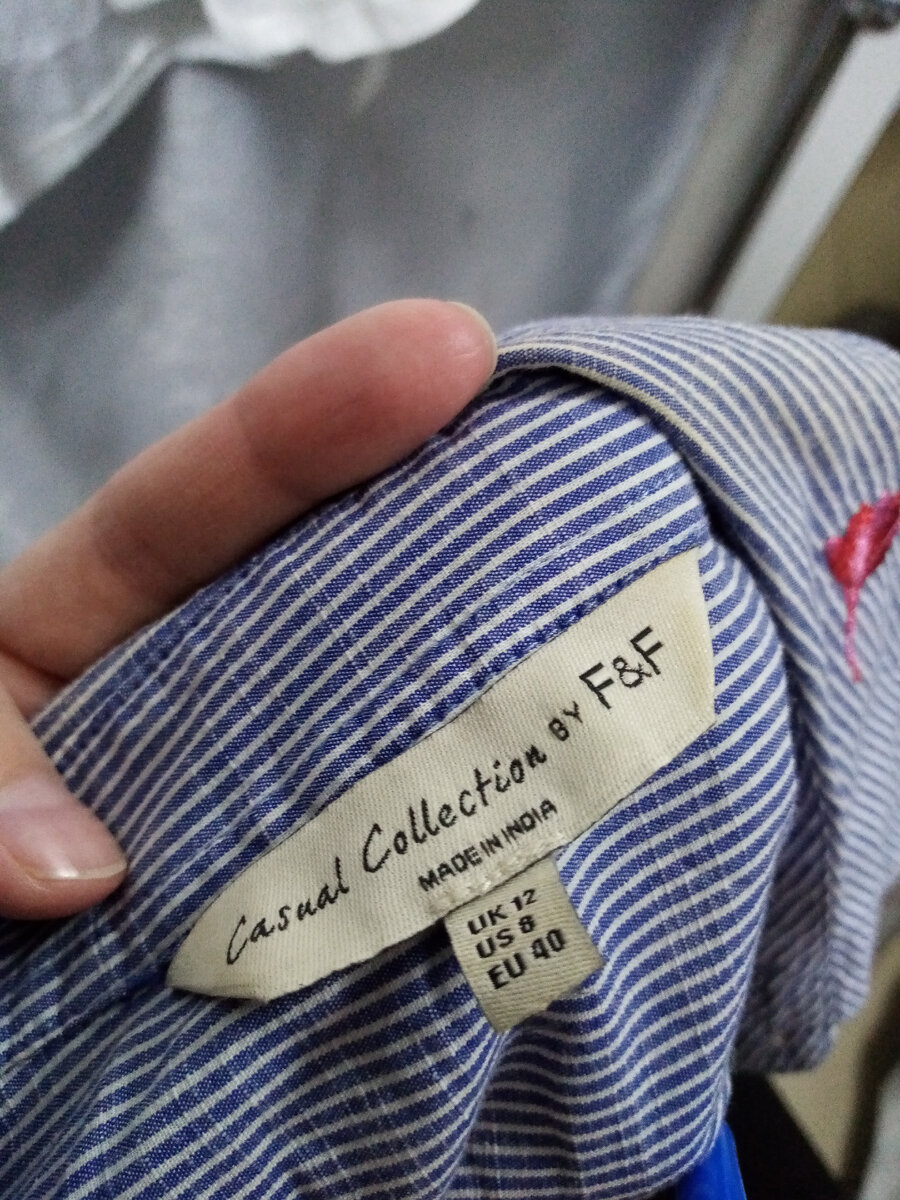 Casual Collection BY F&F
MADE IN INDIA
UK 12
US 8
EU 40